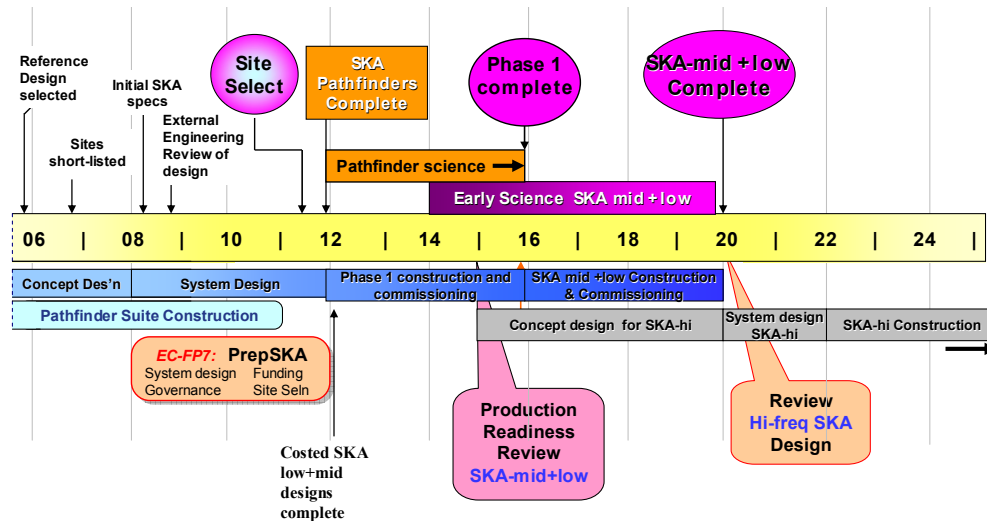 Reference
Design
selected
Sites
short-listed
Initial SKA
specs
External
Engineering
Review of
design
Site
Select
SKA
Pathfinders
Complete
Phase 1
complete
SKA-mid +low
Complete
Pathfinder science
Early Science SKA mid + low
06 | 08 | 10 | 12 | 14 | 16 | 18 | 20 | 22 | 24 |
Concept Des'n
System Design
Phase 1 construction and
commissioning
SKA mid +low Construction
& Commissioning
Pathfinder Suite Construction
Concept design for SKA-hi
System design
SKA-hi
SKA-hi Construction
EC-FP7: PrepSKA
System design Funding
Governance Site Seln
Costed SKA
low+mid
designs
complete
Production
Readiness
Review
SKA-mid+low
Review
Hi-freq SKA
Design